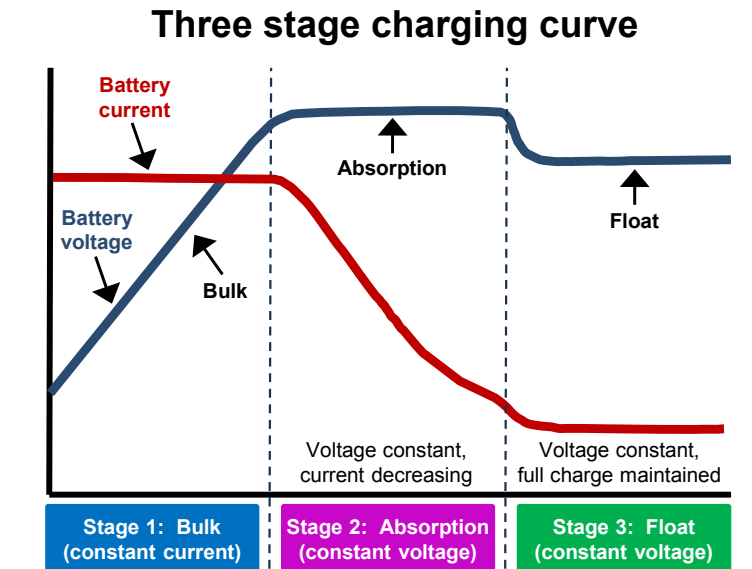 Three stage charging curve
Battery
current
Absorption
Battery
voltage
Float
Bulk
Voltage constant,
current decreasing
Voltage constant,
full charge maintained
Stage 1:  Bulk
(constant current)
Stage 2:  Absorption
(constant voltage)
Stage 3:  Float
(constant voltage)